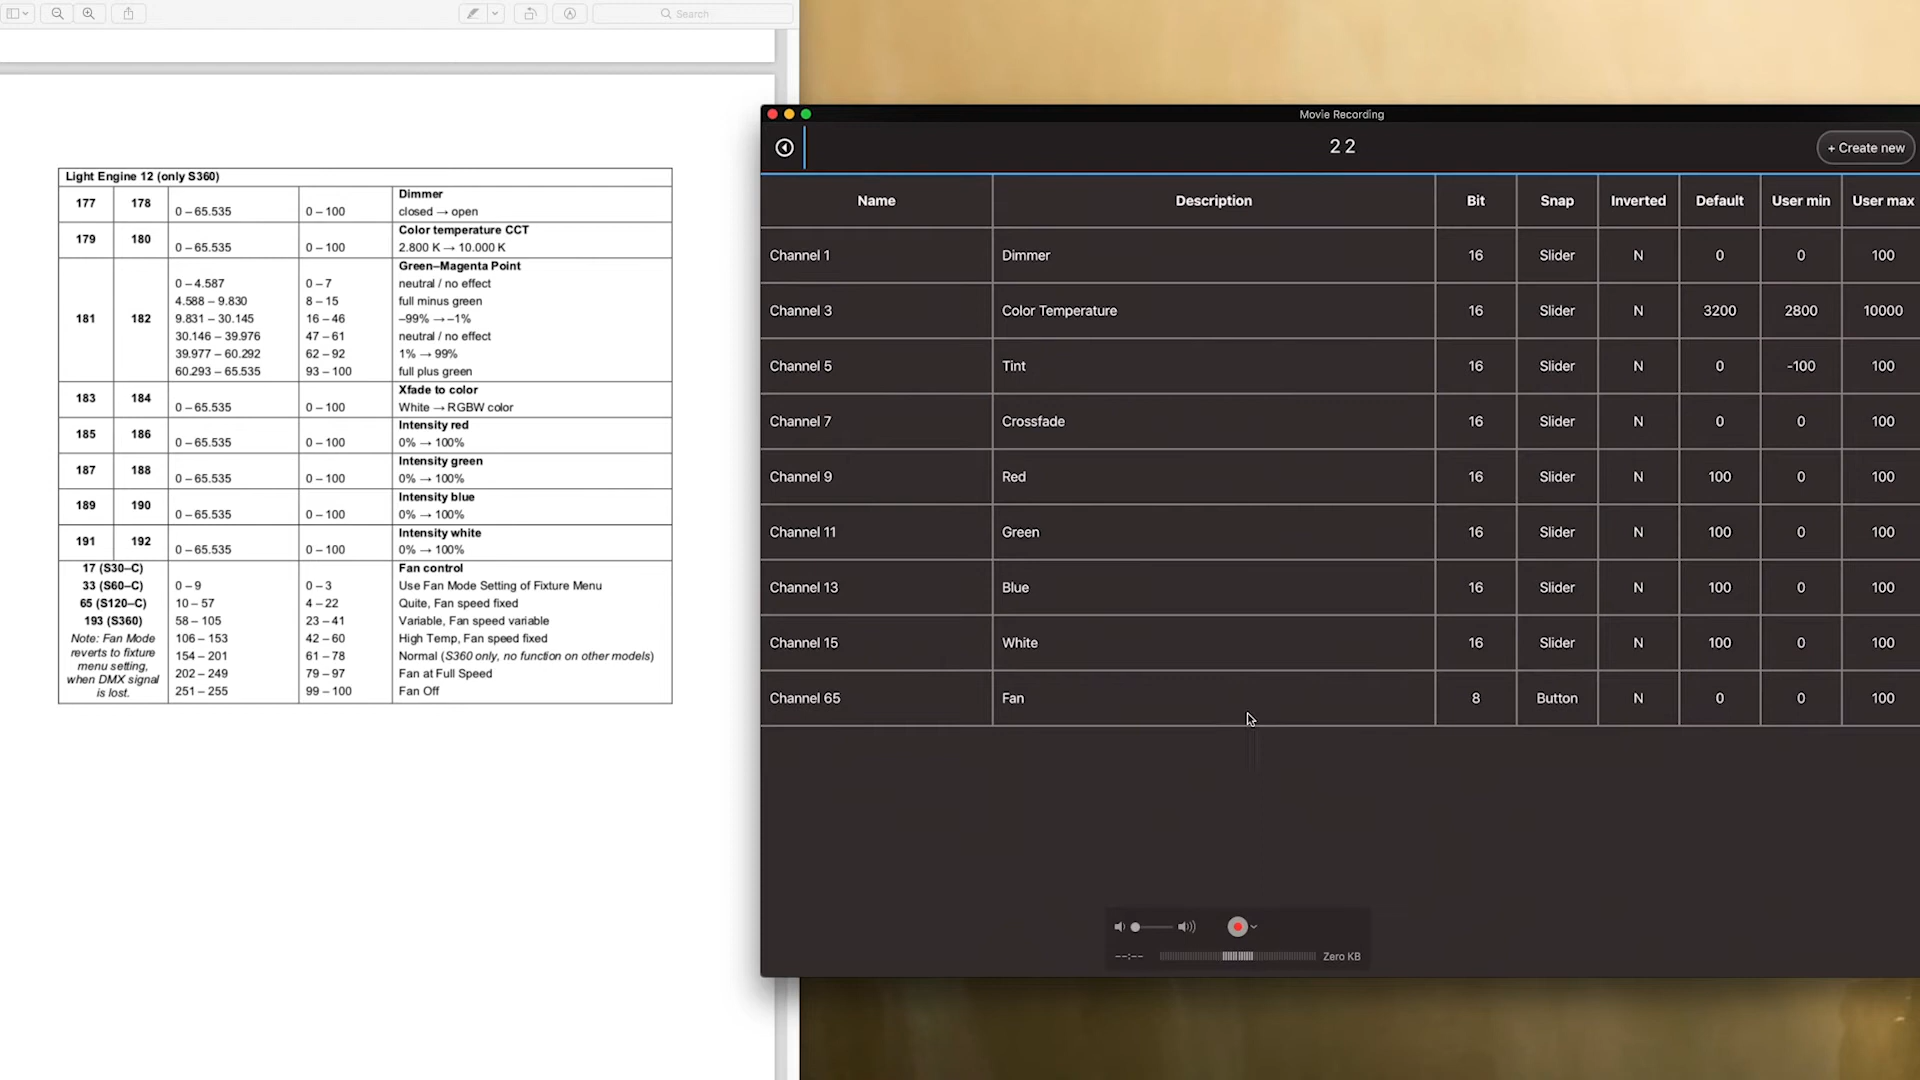 Search
Light Engine 12 (only S360)
177 178 0 – 65.535 0 – 100 Dimmer
closed → open
179 180 0 – 65.535 0 – 100 Color temperature CCT
2.800 K → 10.000 K
181 182 Green–Magenta Point
0 – 4.587 0 – 7 neutral / no effect
4.588 – 9.830 8 – 15 full minus green
9.831 – 30.145 16 – 46 –99% → –1%
30.146 – 39.976 47 – 61 neutral / no effect
39.977 – 60.292 62 – 92 1% → 99%
60.293 – 65.535 93 – 100 full plus green
183 184 0 – 65.535 0 – 100 Xfade to color
White → RGBW color
185 186 0 – 65.535 0 – 100 Intensity red
0% → 100%
187 188 0 – 65.535 0 – 100 Intensity green
0% → 100%
189 190 0 – 65.535 0 – 100 Intensity blue
0% → 100%
191 192 0 – 65.535 0 – 100 Intensity white
0% → 100%
17 (S30–C) Fan control
33 (S60–C) 0 – 9 0 – 3 Use Fan Mode Setting of Fixture Menu
65 (S120–C) 10 – 57 4 – 22 Quite, Fan speed fixed
193 (S360) 58 – 105 23 – 41 Variable, Fan speed variable
Note: Fan Mode 106 – 153 42 – 60 High Temp, Fan speed fixed
reverts to fixture 154 – 201 61 – 78 Normal (S360 only, no function on other models)
menu setting,
when DMX signal 202 – 249 79 – 97 Fan at Full Speed
is lost. 251 – 255 99 – 100 Fan Off
Movie Recording
2 2
+ Create new
Name Description Bit Snap Inverted Default User min User max
Channel 1 Dimmer 16 Slider N 0 0 100
Channel 3 Color Temperature 16 Slider N 3200 2800 10000
Channel 5 Tint 16 Slider N 0 -100 100
Channel 7 Crossfade 16 Slider N 0 0 100
Channel 9 Red 16 Slider N 100 0 100
Channel 11 Green 16 Slider N 100 0 100
Channel 13 Blue 16 Slider N 100 0 100
Channel 15 White 16 Slider N 100 0 100
Channel 65 Fan 8 Button N 0 0 100
--:-- Zero KB